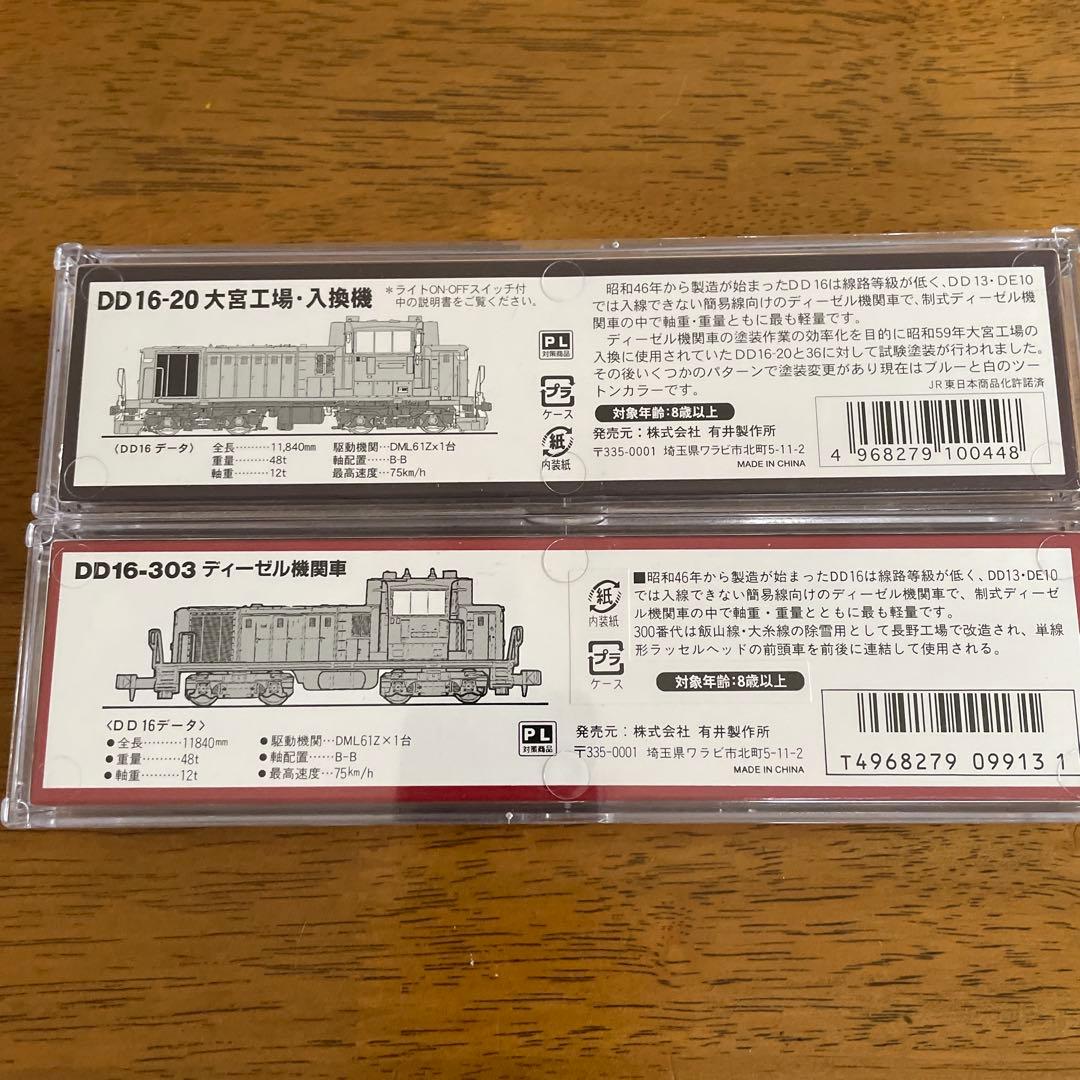 DD16-20 大宮工場・入換機
＊ライトON・OFFスイッチ付
中の説明書をご覧ください。
〈DD16 データ〉
全長………11,840mm
重量………48t
軸重………12t
駆動機関…DML61Z×1台
軸配置……B-B
最高速度…75km/h
PL
対策商品
プラ
ケース
紙
内装紙
昭和46年から製造が始まったDD16は線路等級が低く、DD13・DE10
では入線できない簡易線向けのディーゼル機関車で、制式ディーゼル機
関車の中で軸重・重量ともに最も軽量です。
ディーゼル機関車の塗装作業の効率化を目的に昭和59年大宮工場の
入換に使用されていたDD16-20と36に対して試験塗装が行われました。
その後いくつかのパターンで塗装変更があり現在はブルーと白のツー
トンカラーです。
JR東日本商品化許諾済
対象年齢:8歳以上
発売元：株式会社 有井製作所
〒335-0001 埼玉県ワラビ市北町5-11-2
MADE IN CHINA
4 968279 100448
DD16-303 ディーゼル機関車
〈DD16データ〉
●全長………11840mm
●重量………48t
●軸重………12t
●駆動機関…DML61Z×1台
●軸配置……B-B
●最高速度…75km/h
PL
対策商品
紙
内装紙
プラ
ケース
■昭和46年から製造が始まったDD16は線路等級が低く、DD13・DE10
では入線できない簡易線向けのディーゼル機関車で、制式ディーゼ
ル機関車の中で軸重・重量とともに最も軽量です。
300番代は飯山線・大糸線の除雪用として長野工場で改造され、単線
形ラッセルヘッドの前頭車を前後に連結して使用される。
対象年齢:8歳以上
発売元：株式会社 有井製作所
〒335-0001 埼玉県ワラビ市北町5-11-2
MADE IN CHINA
T4968279 09913 1